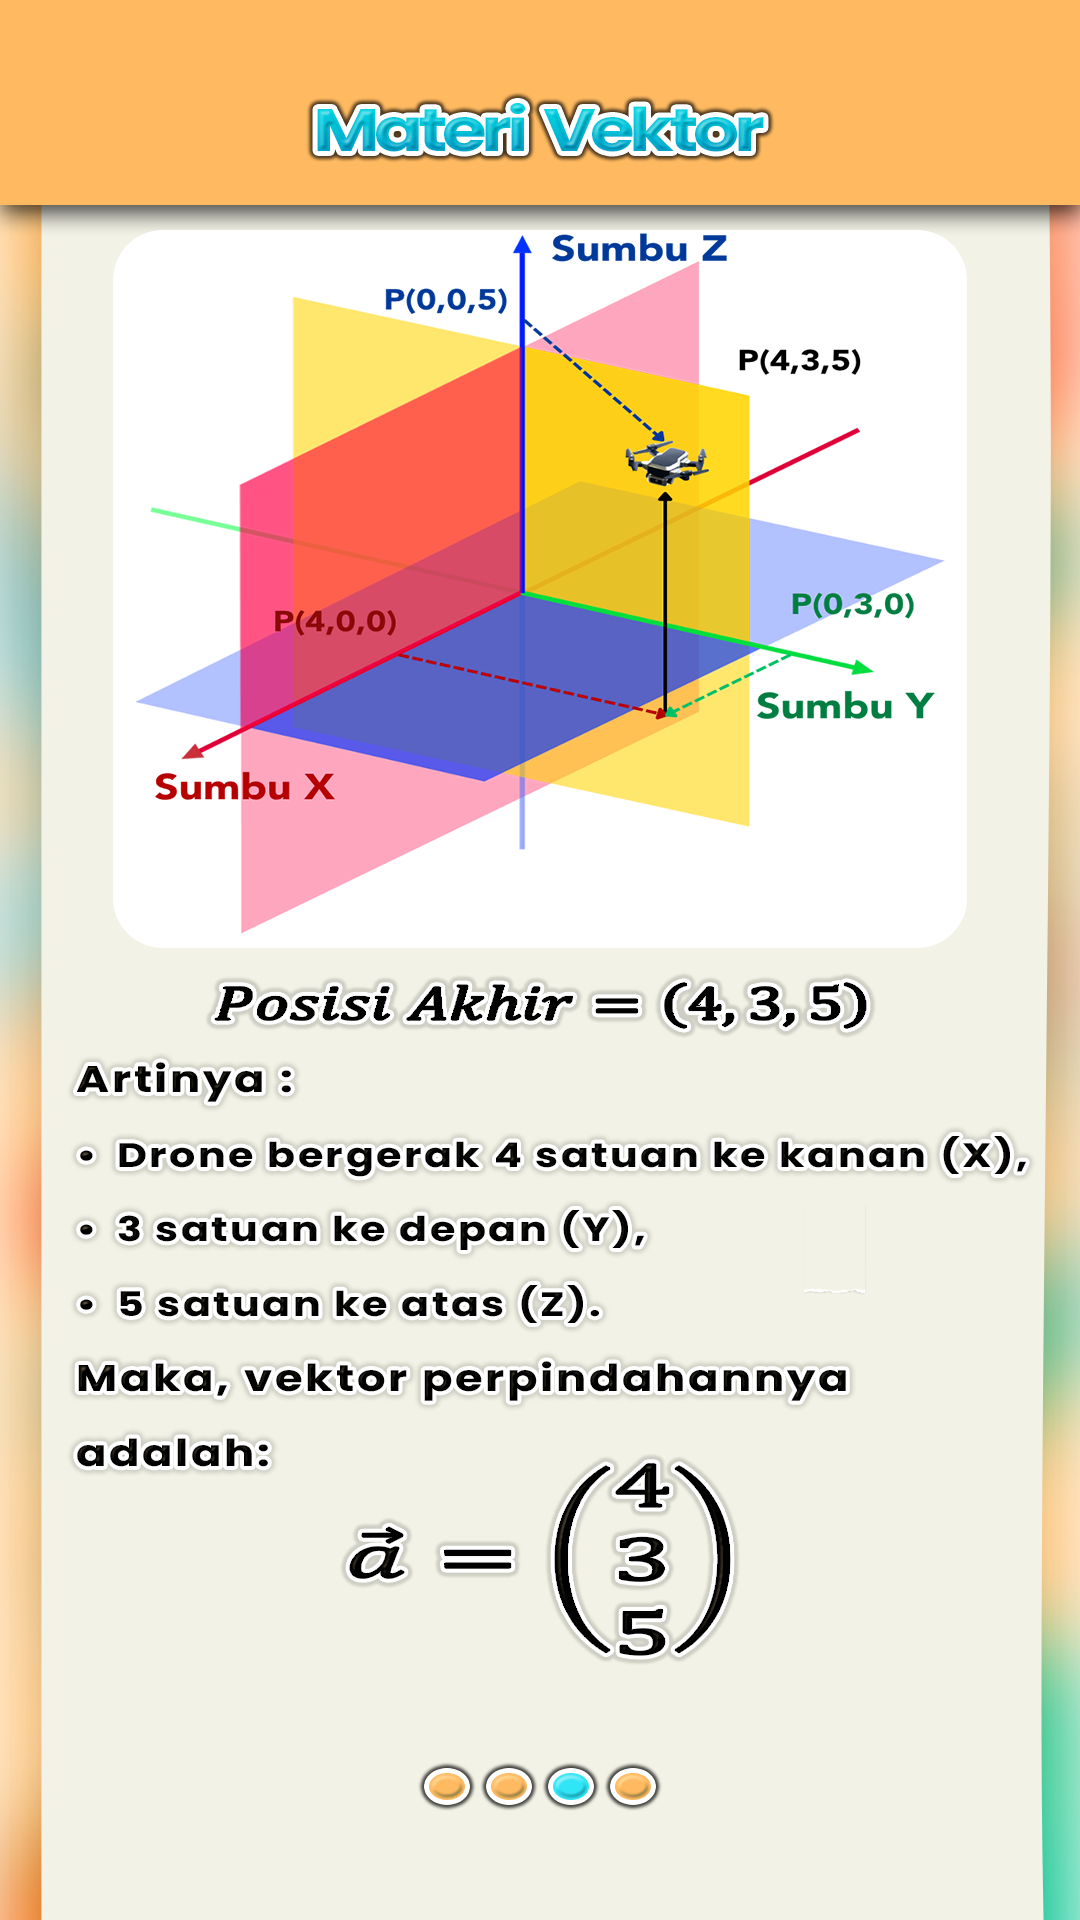 Materi Vektor
Sumbu Z
P(0,0,5)
P(4,3,5)
P(4,0,0)
P(0,3,0)
Sumbu Y
Sumbu X
Posisi Akhir = (4, 3, 5)
Artinya :
• Drone bergerak 4 satuan ke kanan (X),
• 3 satuan ke depan (Y),
• 5 satuan ke atas (Z).
Maka, vektor perpindahannya
adalah:
4
a⃗ = ( 3 )
5